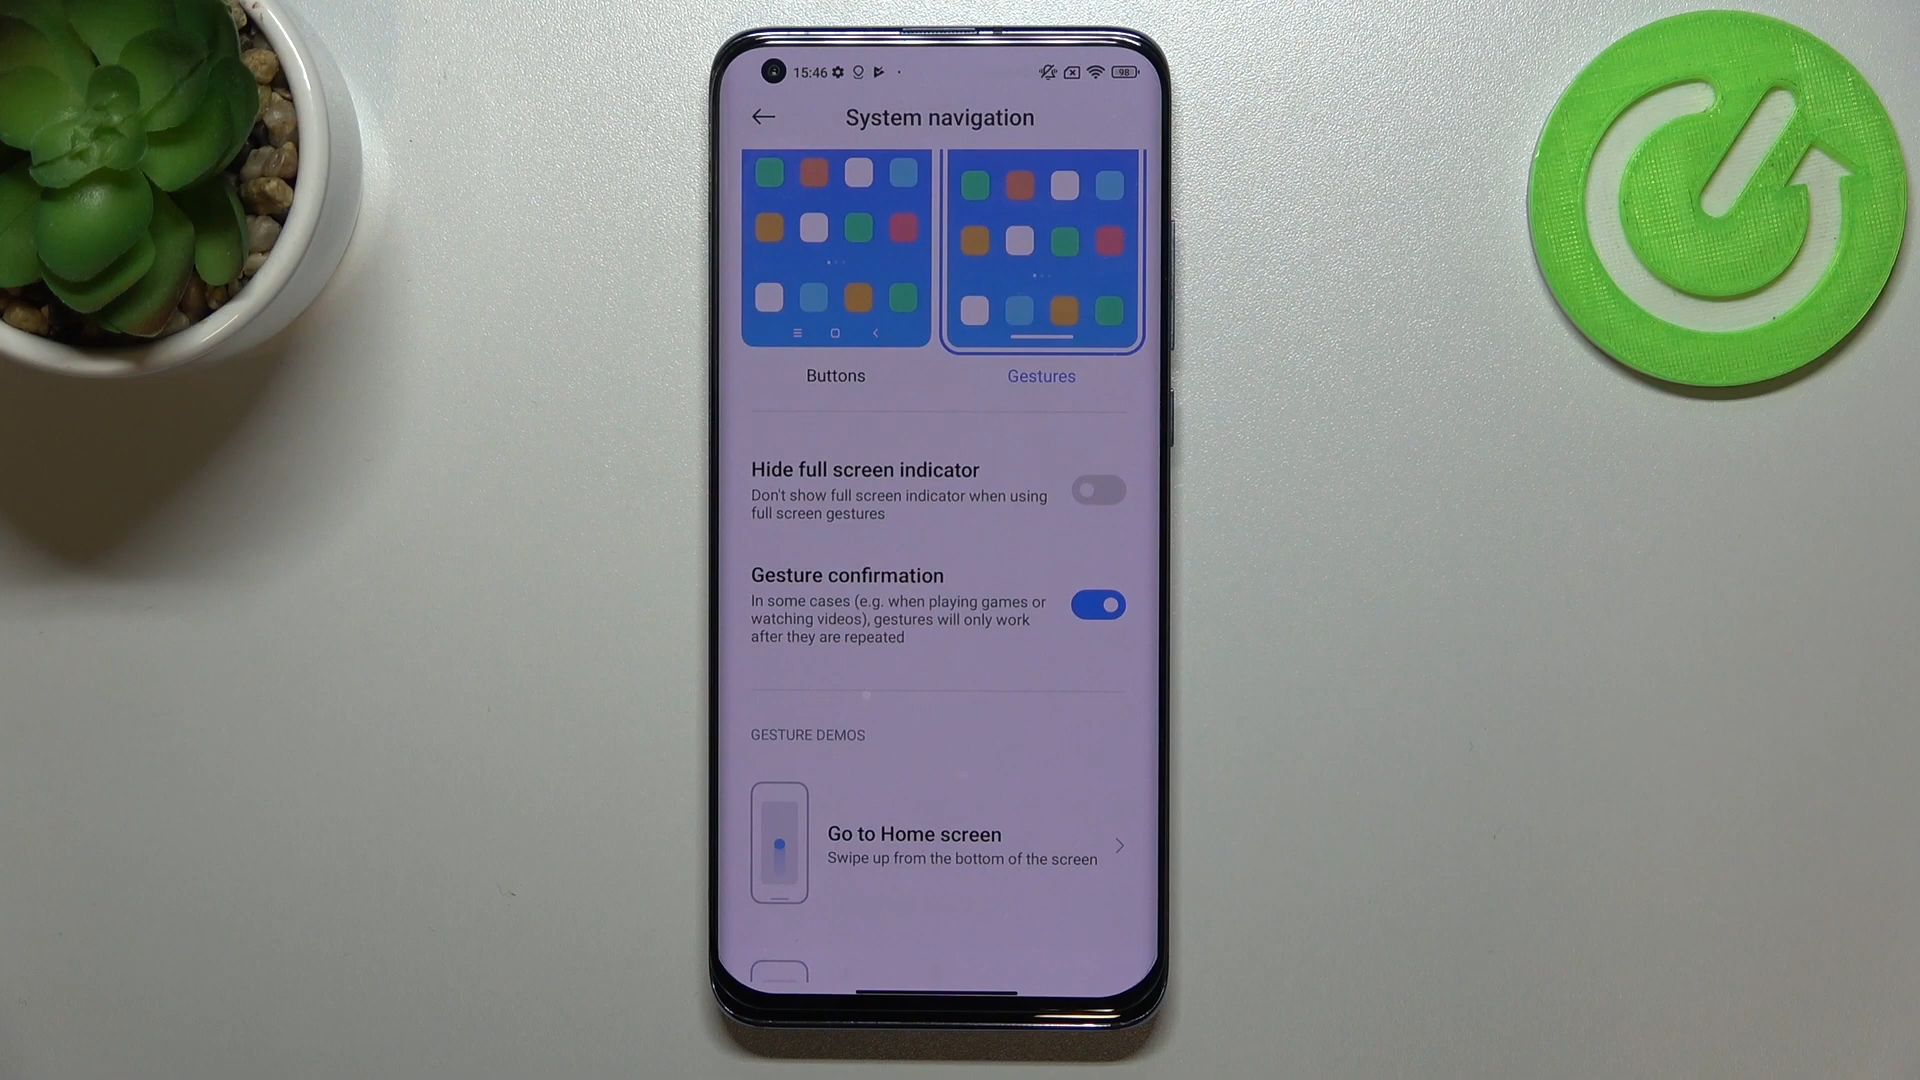 15:46
98
System navigation
Buttons
Gestures
Hide full screen indicator
Don't show full screen indicator when using
full screen gestures
Gesture confirmation
In some cases (e.g. when playing games or
watching videos), gestures will only work
after they are repeated
GESTURE DEMOS
Go to Home screen
Swipe up from the bottom of the screen